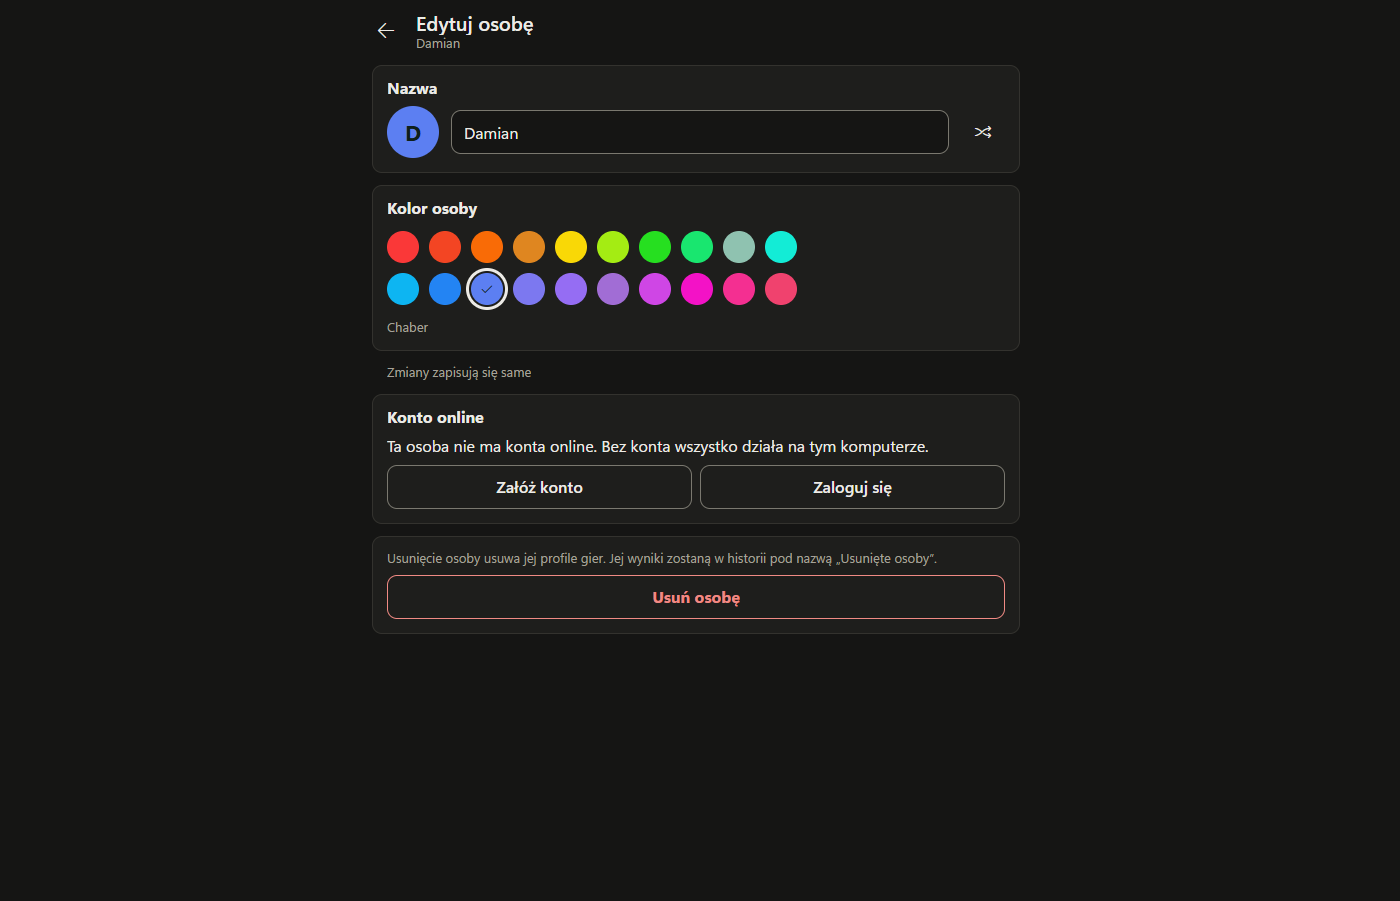 Edytuj osobę
Damian
Nazwa
D
Damian
Kolor osoby
Chaber
Zmiany zapisują się same
Konto online
Ta osoba nie ma konta online. Bez konta wszystko działa na tym komputerze.
Załóż konto
Zaloguj się
Usunięcie osoby usuwa jej profile gier. Jej wyniki zostaną w historii pod nazwą „Usunięte osoby”.
Usuń osobę